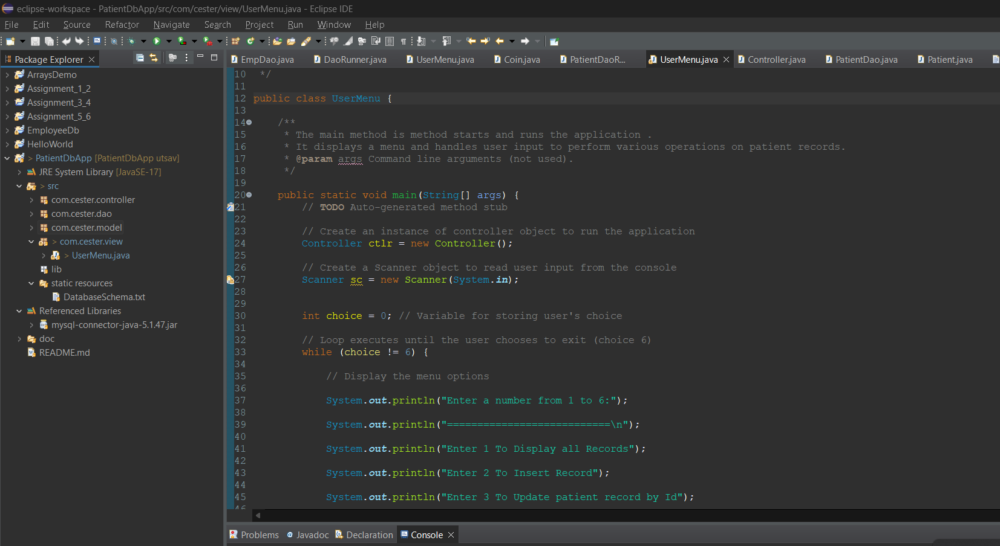 eclipse-workspace - PatientDbApp/src/com/cester/view/UserMenu.java - Eclipse IDE
File Edit Source Refactor Navigate Search Project Run Window Help
Package Explorer
ArraysDemo
Assignment_1_2
Assignment_3_4
Assignment_5_6
EmployeeDb
HelloWorld
> PatientDbApp [PatientDbApp utsav]
JRE System Library [JavaSE-17]
> src
com.cester.controller
com.cester.dao
com.cester.model
> com.cester.view
> UserMenu.java
lib
static resources
DatabaseSchema.txt
Referenced Libraries
mysql-connector-java-5.1.47.jar
doc
README.md
EmpDao.java DaoRunner.java UserMenu.java Coin.java PatientDaoR... UserMenu.java Controller.java PatientDao.java Patient.java
10 */
11
12 public class UserMenu {
13
14 /**
15 * The main method is method starts and runs the application .
16 * It displays a menu and handles user input to perform various operations on patient records.
17 * @param args Command line arguments (not used).
18 */
19
20 public static void main(String[] args) {
21 // TODO Auto-generated method stub
22
23 // Create an instance of controller object to run the application
24 Controller ctlr = new Controller();
25
26 // Create a Scanner object to read user input from the console
27 Scanner sc = new Scanner(System.in);
28
29
30 int choice = 0; // Variable for storing user's choice
31
32 // Loop executes until the user chooses to exit (choice 6)
33 while (choice != 6) {
34
35 // Display the menu options
36
37 System.out.println("Enter a number from 1 to 6:");
38
39 System.out.println("===========================\n");
40
41 System.out.println("Enter 1 To Display all Records");
42
43 System.out.println("Enter 2 To Insert Record");
44
45 System.out.println("Enter 3 To Update patient record by Id");
46
Problems Javadoc Declaration Console